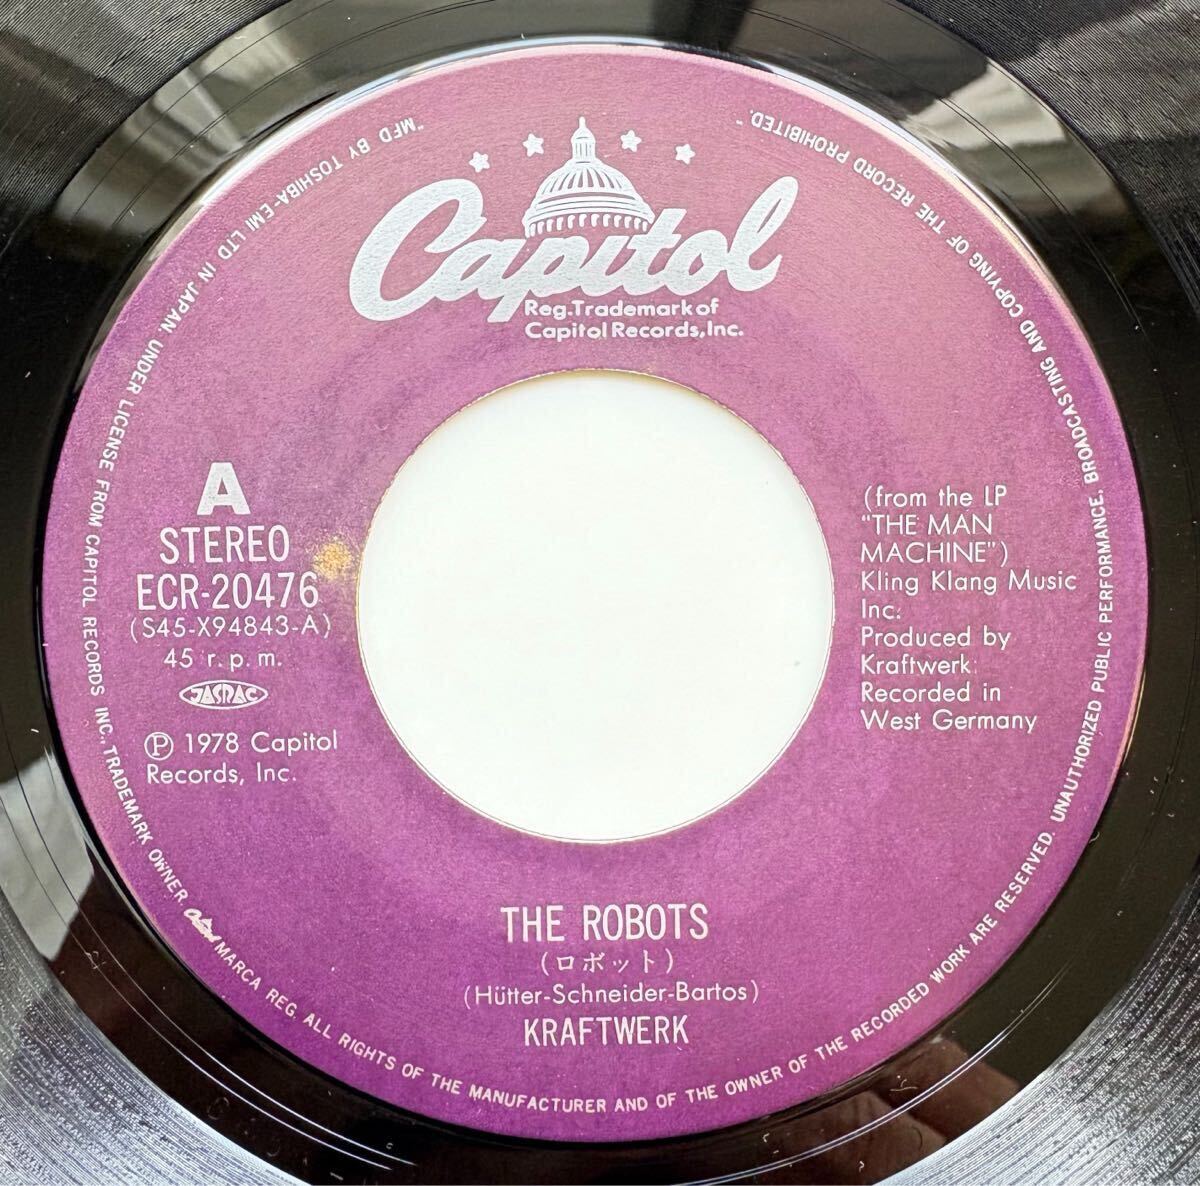 Capitol
Reg.Trademark of
Capitol Records,Inc.
A
STEREO
ECR-20476
(S45-X94843-A)
45 r.p.m.
JASRAC
Ⓟ 1978 Capitol
Records, Inc.
(from the LP
"THE MAN
MACHINE")
Kling Klang Music
Inc.
Produced by
Kraftwerk
Recorded in
West Germany
THE ROBOTS
(ロボット)
(Hütter-Schneider-Bartos)
KRAFTWERK
"MFD BY TOSHIBA-EMI LTD IN JAPAN. UNDER LICENSE FROM CAPITOL RECORDS INC., TRADEMARK OWNER. Capitol MARCA REG. ALL RIGHTS OF THE MANUFACTURER AND OF THE OWNER OF THE RECORDED WORK ARE RESERVED. UNAUTHORIZED PUBLIC PERFORMANCE, BROADCASTING AND COPYING OF THE RECORD PROHIBITED."